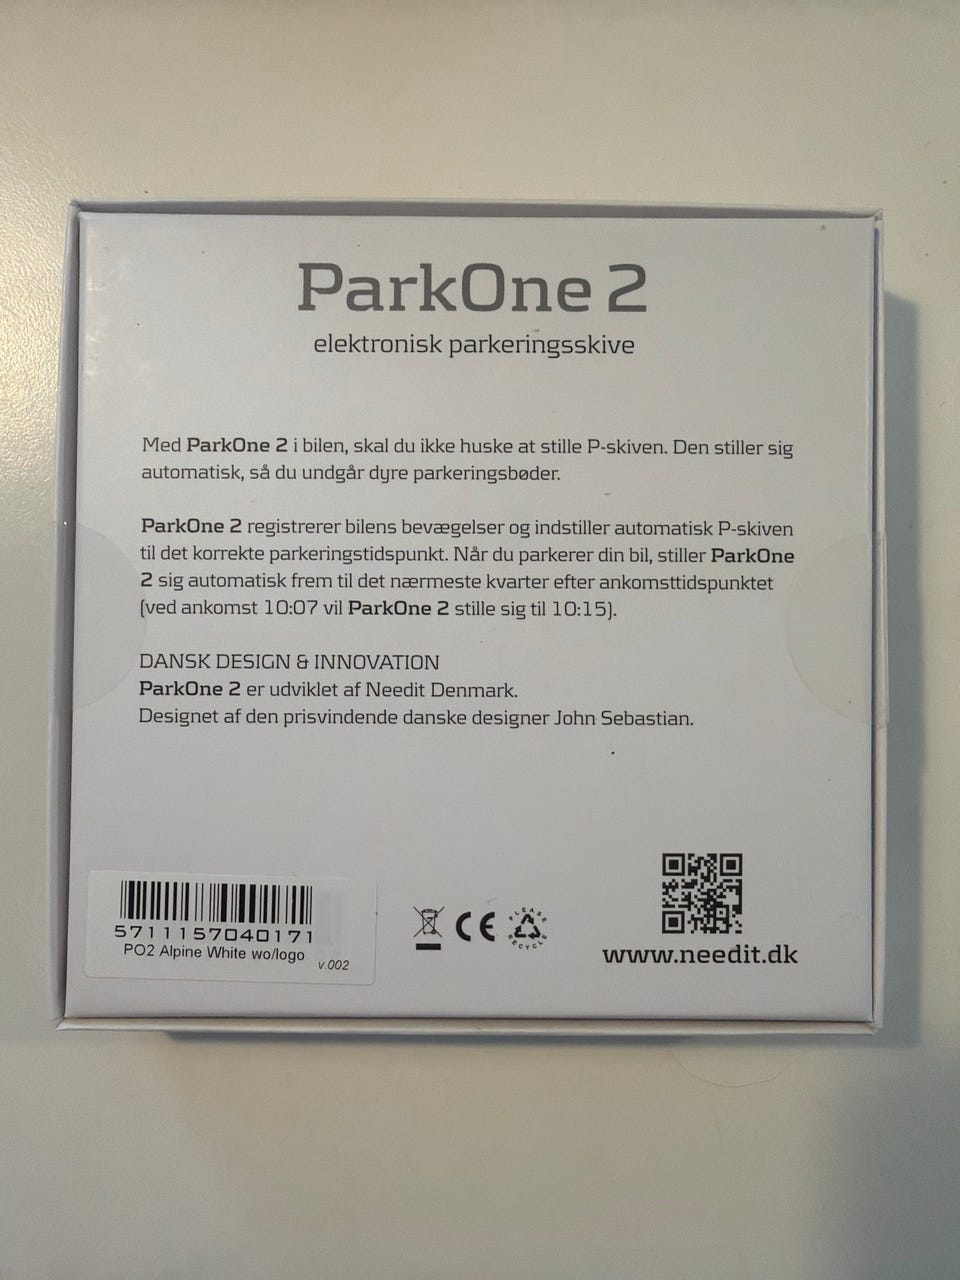 ParkOne 2
elektronisk parkeringsskive
Med ParkOne 2 i bilen, skal du ikke huske at stille P-skiven. Den stiller sig
automatisk, så du undgår dyre parkeringsbøder.
ParkOne 2 registrerer bilens bevægelser og indstiller automatisk P-skiven
til det korrekte parkeringstidspunkt. Når du parkerer din bil, stiller ParkOne
2 sig automatisk frem til det nærmeste kvarter efter ankomsttidspunktet
(ved ankomst 10:07 vil ParkOne 2 stille sig til 10:15).
DANSK DESIGN & INNOVATION
ParkOne 2 er udviklet af Needit Denmark.
Designet af den prisvindende danske designer John Sebastian.
5711157040171
PO2 Alpine White wo/logo
v.002
CE
PLEASE
RECYCLE
www.needit.dk